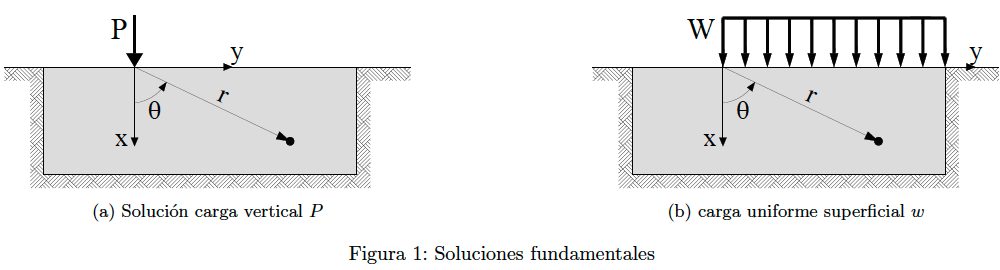 P
y
r
θ
x
(a) Solución carga vertical P
W
y
r
θ
x
(b) carga uniforme superficial w
Figura 1: Soluciones fundamentales